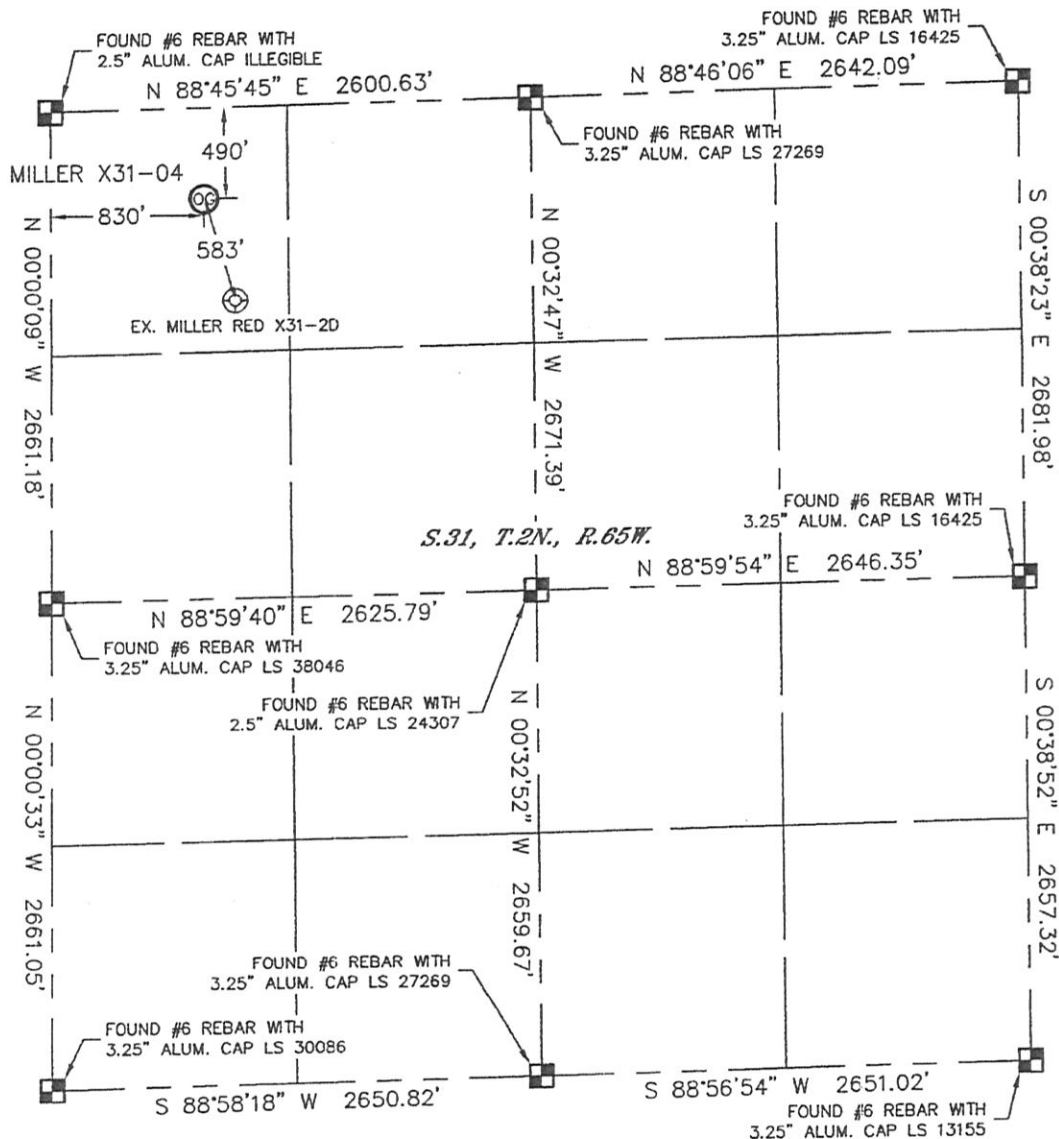 FOUND #6 REBAR WITH
2.5" ALUM. CAP ILLEGIBLE
FOUND #6 REBAR WITH
3.25" ALUM. CAP LS 16425
N 88°45'45" E 2600.63'
N 88°46'06" E 2642.09'
FOUND #6 REBAR WITH
3.25" ALUM. CAP LS 27269
490'
MILLER X31-04
OG
830'
583'
EX. MILLER RED X31-2D
N 00°00'09" W 2661.18'
N 00°32'47" W 2671.39'
S 00°38'23" E 2681.98'
FOUND #6 REBAR WITH
3.25" ALUM. CAP LS 16425
S.31, T.2N., R.65W.
N 88°59'54" E 2646.35'
N 88°59'40" E 2625.79'
FOUND #6 REBAR WITH
3.25" ALUM. CAP LS 38046
FOUND #6 REBAR WITH
2.5" ALUM. CAP LS 24307
N 00°00'33" W 2661.05'
N 00°32'52" W 2659.67'
S 00°38'52" E 2657.32'
FOUND #6 REBAR WITH
3.25" ALUM. CAP LS 27269
FOUND #6 REBAR WITH
3.25" ALUM. CAP LS 30086
S 88°58'18" W 2650.82'
S 88°56'54" W 2651.02'
FOUND #6 REBAR WITH
3.25" ALUM. CAP LS 13155